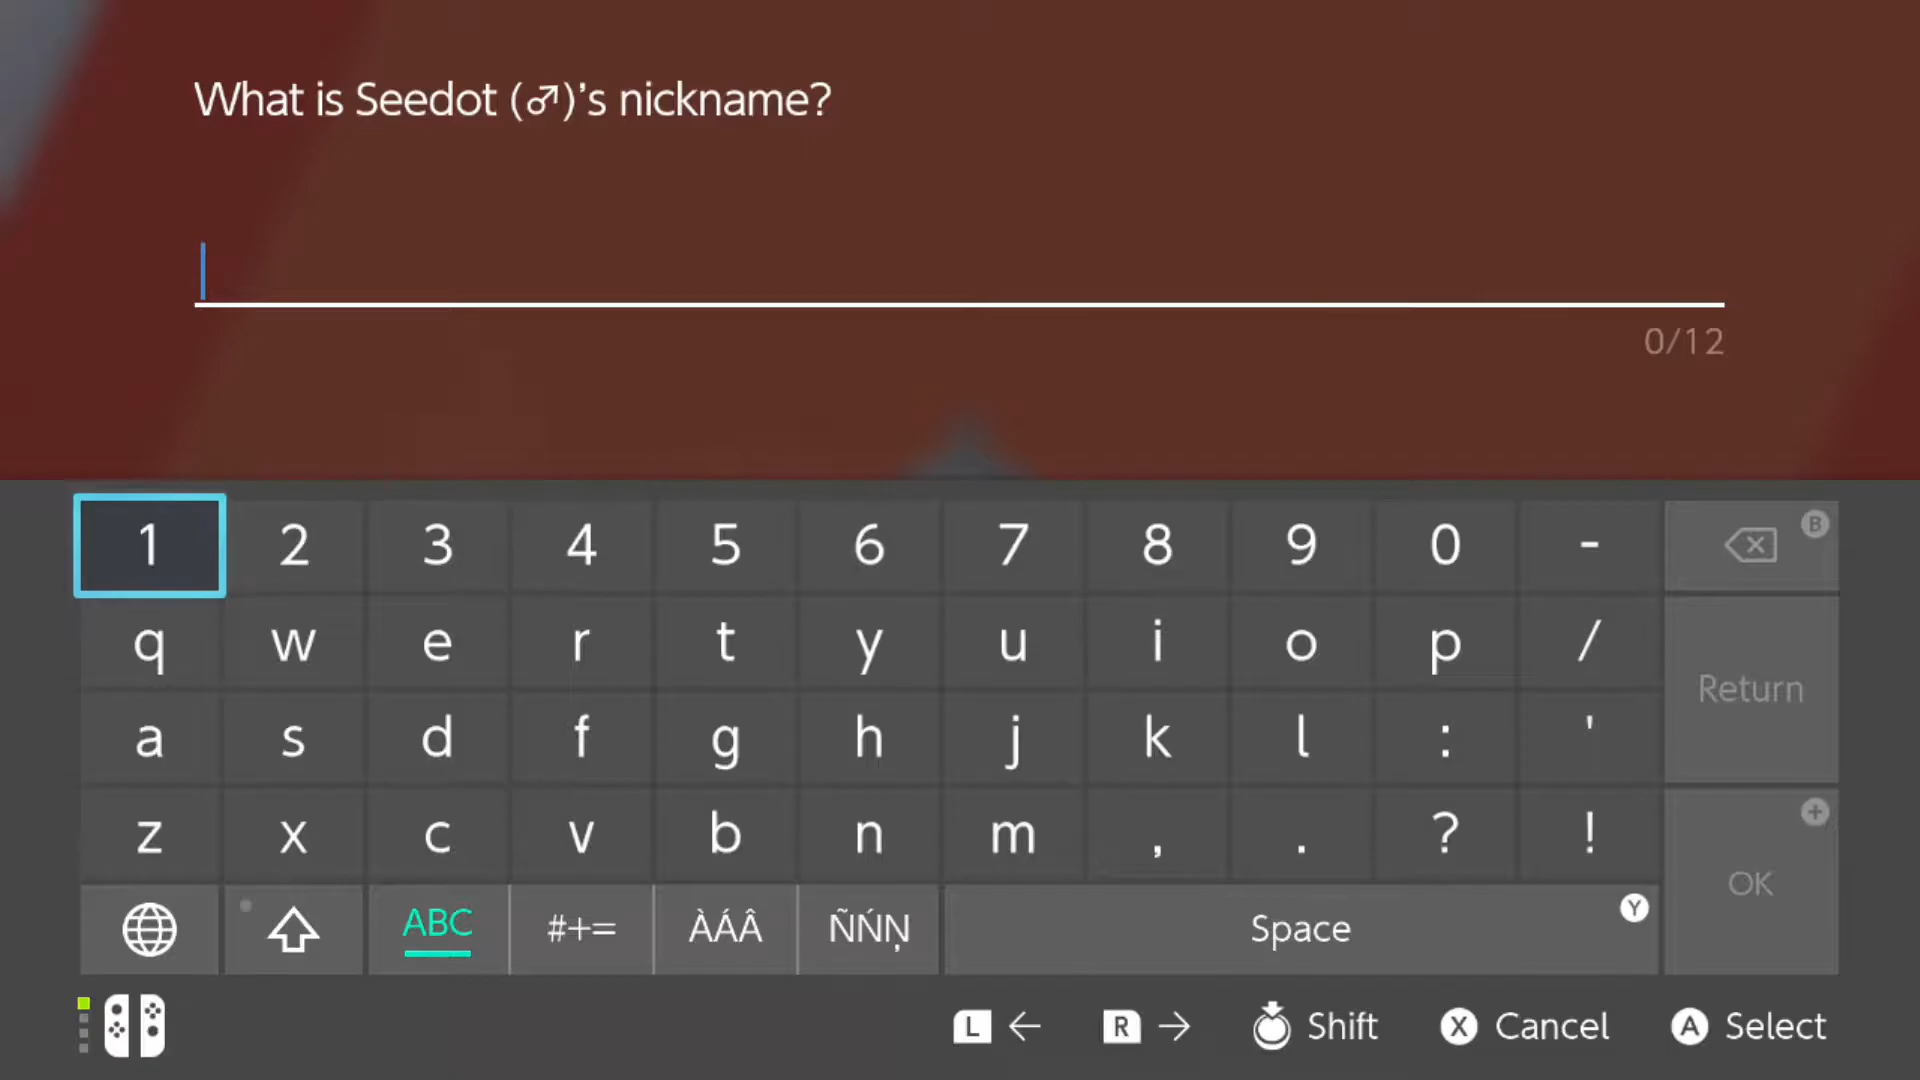 What is Seedot (♂)'s nickname?
0/12
1 2 3 4 5 6 7 8 9 0 - B
q w e r t y u i o p /
Return
a s d f g h j k l : '
z x c v b n m , . ? ! +
OK
ABC #+= ÀÁÂ ÑŃŅ Space Y
L ← R → Shift X Cancel A Select